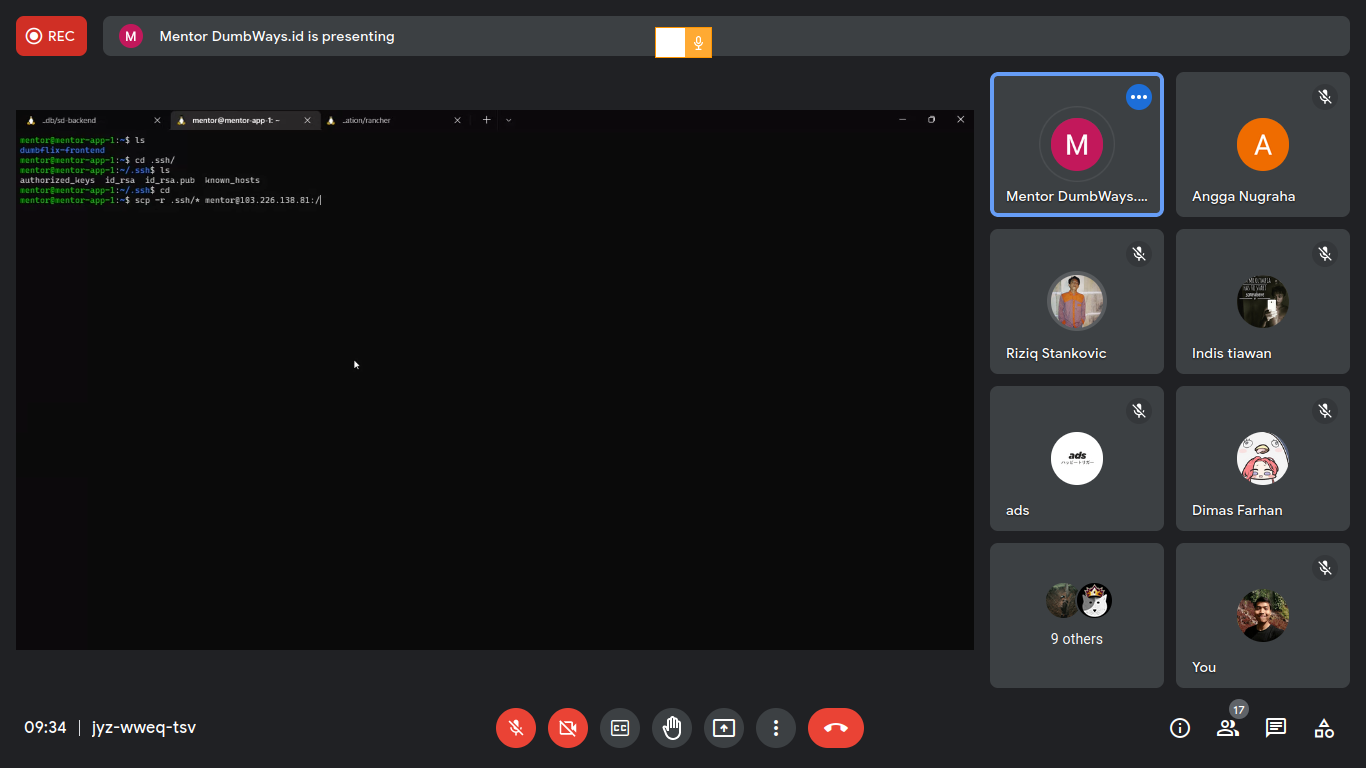 REC
M
Mentor DumbWays.id is presenting
..db/sd-backend
mentor@mentor-app-1: ~
..ation/rancher
mentor@mentor-app-1:~$ ls
dumbflix-frontend
mentor@mentor-app-1:~$ cd .ssh/
mentor@mentor-app-1:~/.ssh$ ls
authorized_keys id_rsa id_rsa.pub known_hosts
mentor@mentor-app-1:~/.ssh$ cd
mentor@mentor-app-1:~$ scp -r .ssh/* mentor@103.226.138.81:/
M
Mentor DumbWays....
A
Angga Nugraha
Riziq Stankovic
Indis tiawan
ads
ads
Dimas Farhan
9 others
You
09:34 | jyz-wweq-tsv
CC
17